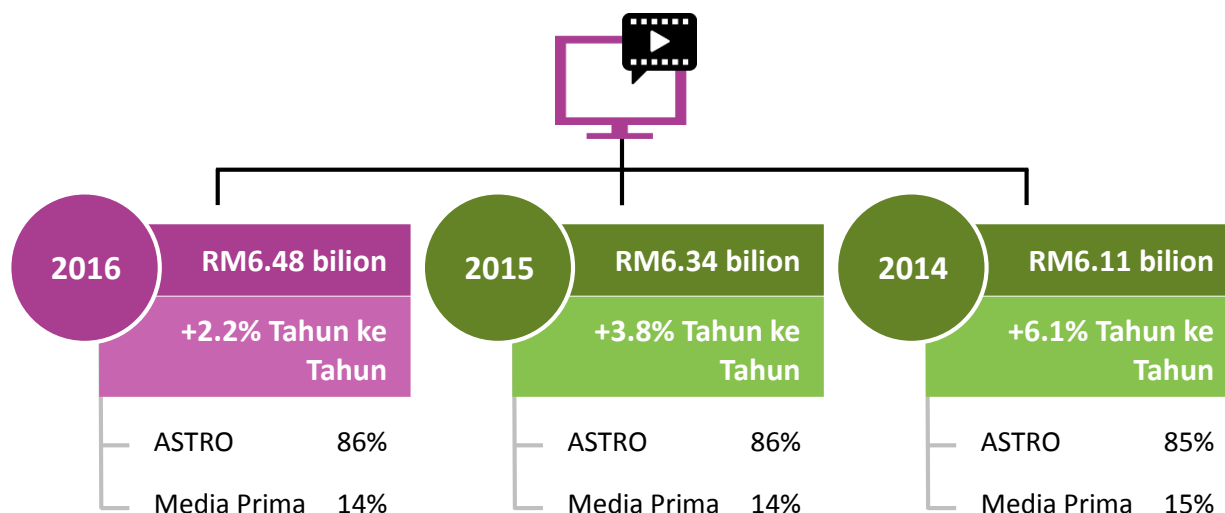 2016
RM6.48 bilion
+2.2% Tahun ke
Tahun
ASTRO 86%
Media Prima 14%
2015
RM6.34 bilion
+3.8% Tahun ke
Tahun
ASTRO 86%
Media Prima 14%
2014
RM6.11 bilion
+6.1% Tahun ke
Tahun
ASTRO 85%
Media Prima 15%